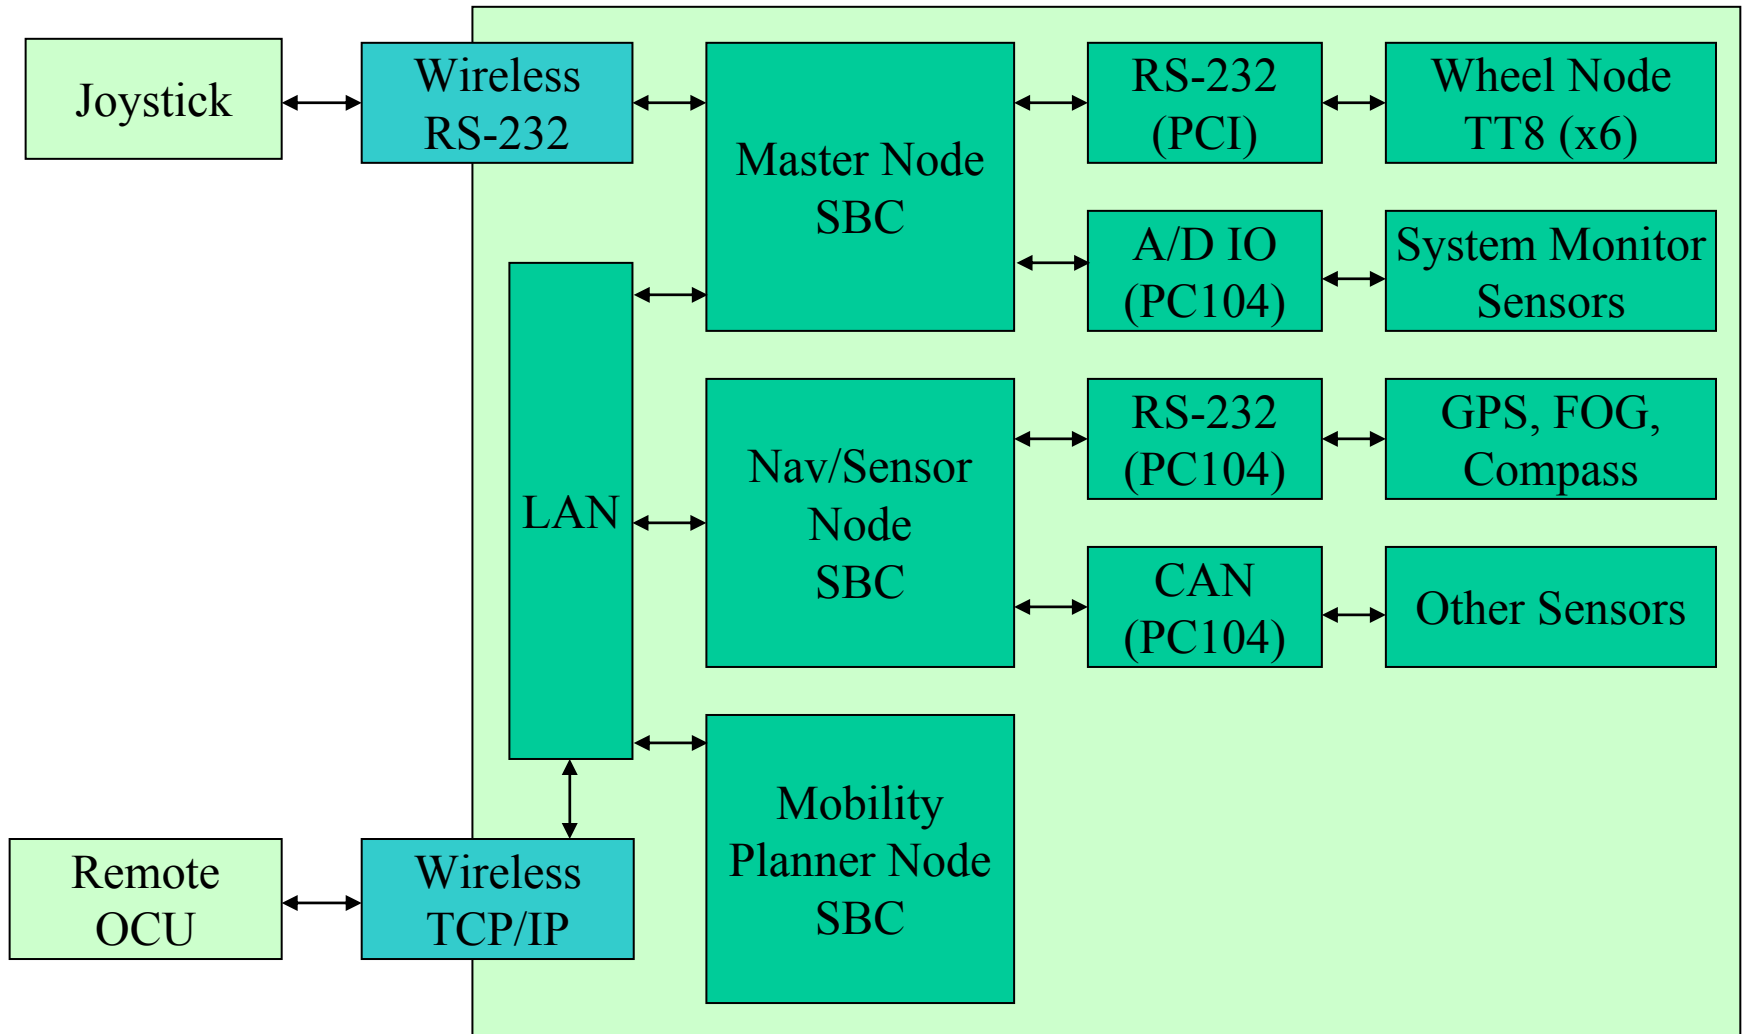 Joystick
Wireless
RS-232
Master Node
SBC
RS-232
(PCI)
Wheel Node
TT8 (x6)
A/D IO
(PC104)
System Monitor
Sensors
LAN
Nav/Sensor
Node
SBC
RS-232
(PC104)
GPS, FOG,
Compass
CAN
(PC104)
Other Sensors
Mobility
Planner Node
SBC
Remote
OCU
Wireless
TCP/IP